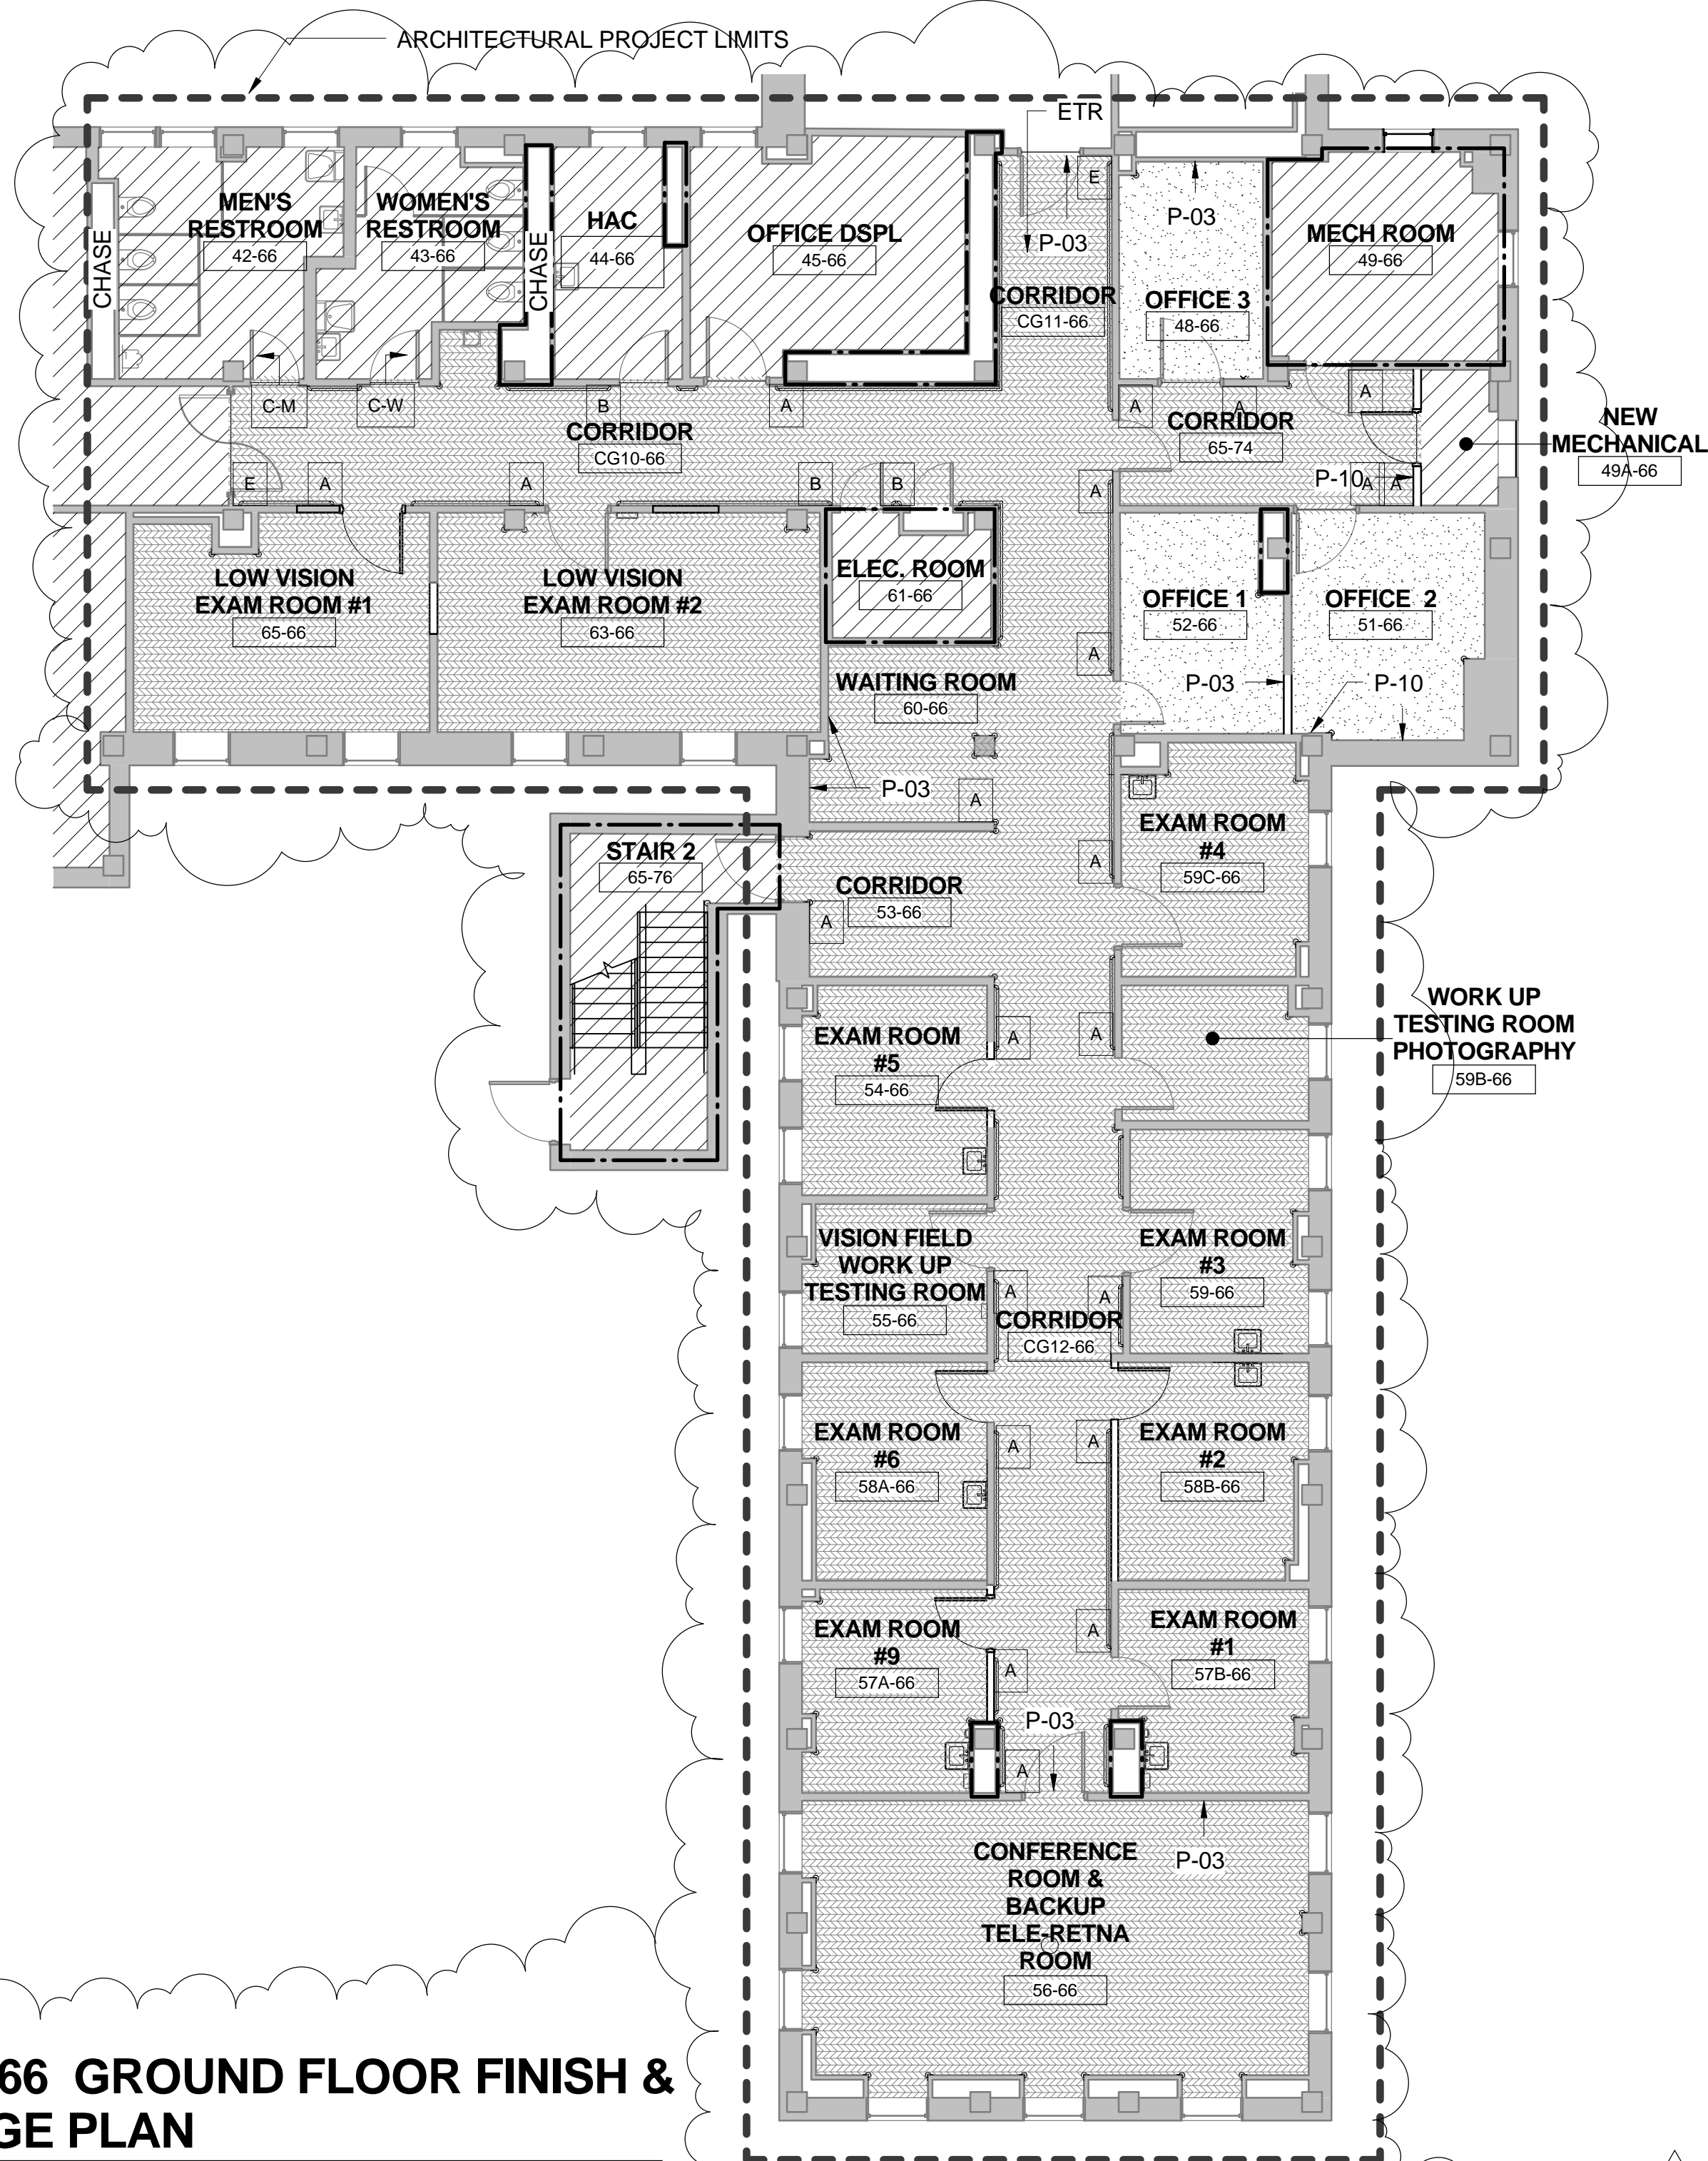 ARCHITECTURAL PROJECT LIMITS
ETR
E
P-03
P-03
MEN'S
RESTROOM
42-66
WOMEN'S
RESTROOM
43-66
HAC
44-66
OFFICE DSPL
45-66
MECH ROOM
49-66
CHASE
CHASE
CORRIDOR
CG11-66
OFFICE 3
48-66
C-M
C-W
B
A
A
A
A
CORRIDOR
CG10-66
CORRIDOR
65-74
NEW
MECHANICAL
49A-66
E
A
A
B
B
A
P-10
A
A
LOW VISION
EXAM ROOM #1
65-66
LOW VISION
EXAM ROOM #2
63-66
ELEC. ROOM
61-66
OFFICE 1
52-66
OFFICE 2
51-66
A
WAITING ROOM
60-66
P-03
P-10
P-03
A
STAIR 2
65-76
EXAM ROOM
#4
59C-66
A
CORRIDOR
53-66
A
WORK UP
TESTING ROOM
PHOTOGRAPHY
59B-66
EXAM ROOM
#5
54-66
A
A
VISION FIELD
WORK UP
TESTING ROOM
55-66
EXAM ROOM
#3
59-66
A
A
CORRIDOR
CG12-66
EXAM ROOM
#6
58A-66
A
A
EXAM ROOM
#2
58B-66
EXAM ROOM
#9
57A-66
A
A
EXAM ROOM
#1
57B-66
P-03
A
CONFERENCE
ROOM &
BACKUP
TELE-RETNA
ROOM
56-66
P-03
66 GROUND FLOOR FINISH &
GE PLAN